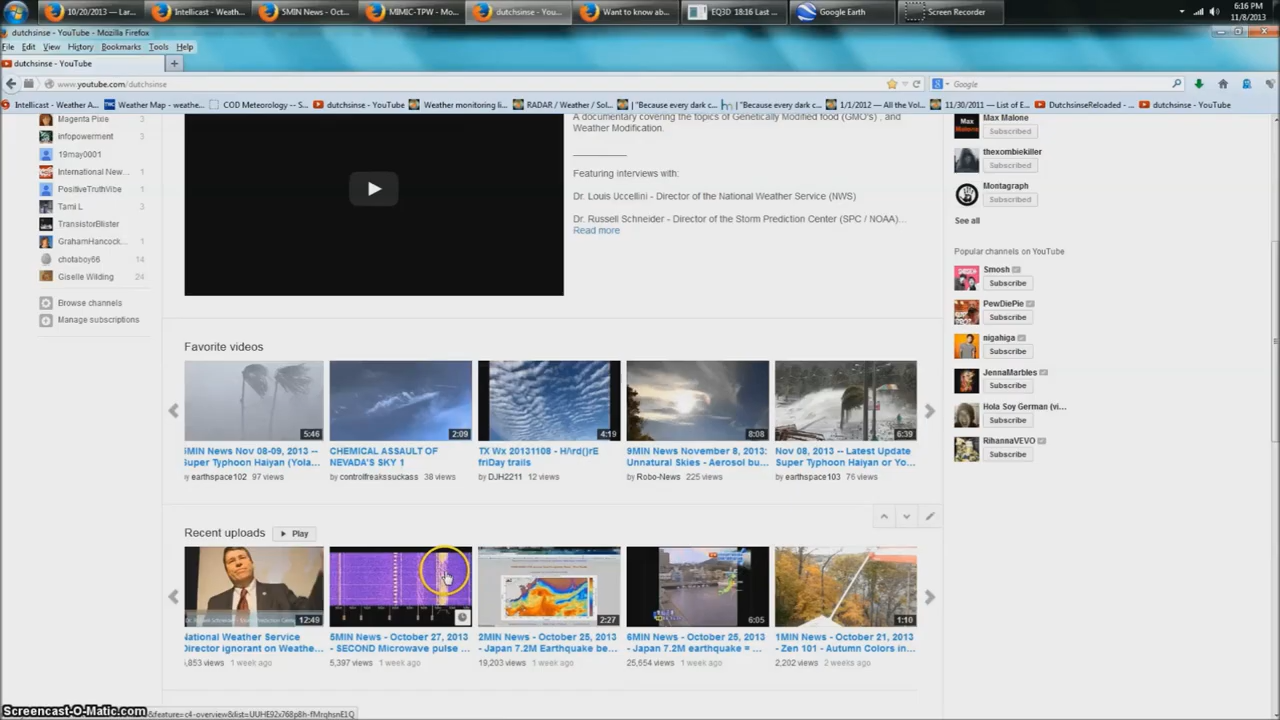 10/20/2013 — Lar...
Intellicast - Weath...
5MIN News - Oct...
MIMIC-TPW - Mo...
dutchsinse - You...
Want to know ab...
EQ3D 18:16 Last ...
Google Earth
Screen Recorder
6:16 PM
11/8/2013
dutchsinse - YouTube - Mozilla Firefox
File Edit View History Bookmarks Tools Help
dutchsinse - YouTube
www.youtube.com/dutchsinse
Google
Intellicast - Weather A...
Weather Map - weathe...
COD Meteorology -- S...
dutchsinse - YouTube
Weather monitoring li...
RADAR / Weather / Sol...
"Because every dark c...
"Because every dark c...
1/1/2012 — All the Vol...
11/30/2011 — List of E...
DutchsinseReloaded - ...
dutchsinse - YouTube
Magenta Pixie 3
infopowerment 3
19may0001
International New... 1
PositiveTruthVibe 1
Tami L 3
TransistorBlister
GrahamHancock... 1
chotaboy66 14
Giselle Wilding 24
Browse channels
Manage subscriptions
A documentary covering the topics of Genetically Modified food (GMO's) , and
Weather Modification.
Featuring interviews with:
Dr. Louis Uccellini - Director of the National Weather Service (NWS)
Dr. Russell Schneider - Director of the Storm Prediction Center (SPC / NOAA)...
Read more
Max Malone
Subscribed
thexombiekiller
Subscribed
Montagraph
Subscribed
See all
Popular channels on YouTube
Smosh
Subscribe
PewDiePie
Subscribe
nigahiga
Subscribe
JennaMarbles
Subscribe
Hola Soy German (vi...
Subscribe
RihannaVEVO
Subscribe
Favorite videos
5:46
2:09
4:19
8:08
6:39
5MIN News Nov 08-09, 2013 --
Super Typhoon Haiyan (Yola...
by earthspace102 97 views
CHEMICAL ASSAULT OF
NEVADA'S SKY 1
by controlfreakssuckass 38 views
TX Wx 20131108 - H/\rd()rE
friDay trails
by DJH2211 12 views
9MIN News November 8, 2013:
Unnatural Skies - Aerosol bu...
by Robo-News 225 views
Nov 08, 2013 -- Latest Update
Super Typhoon Haiyan or Yo...
by earthspace103 76 views
Recent uploads
Play
12:49
2:27
6:05
1:10
National Weather Service
Director ignorant on Weathe...
,853 views 1 week ago
5MIN News - October 27, 2013
- SECOND Microwave pulse ...
5,397 views 1 week ago
2MIN News - October 25, 2013
- Japan 7.2M Earthquake be...
19,203 views 1 week ago
6MIN News - October 25, 2013
- Japan 7.2M earthquake = ...
25,654 views 1 week ago
1MIN News - October 21, 2013
- Zen 101 - Autumn Colors in...
2,202 views 2 weeks ago
Screencast-O-Matic.com